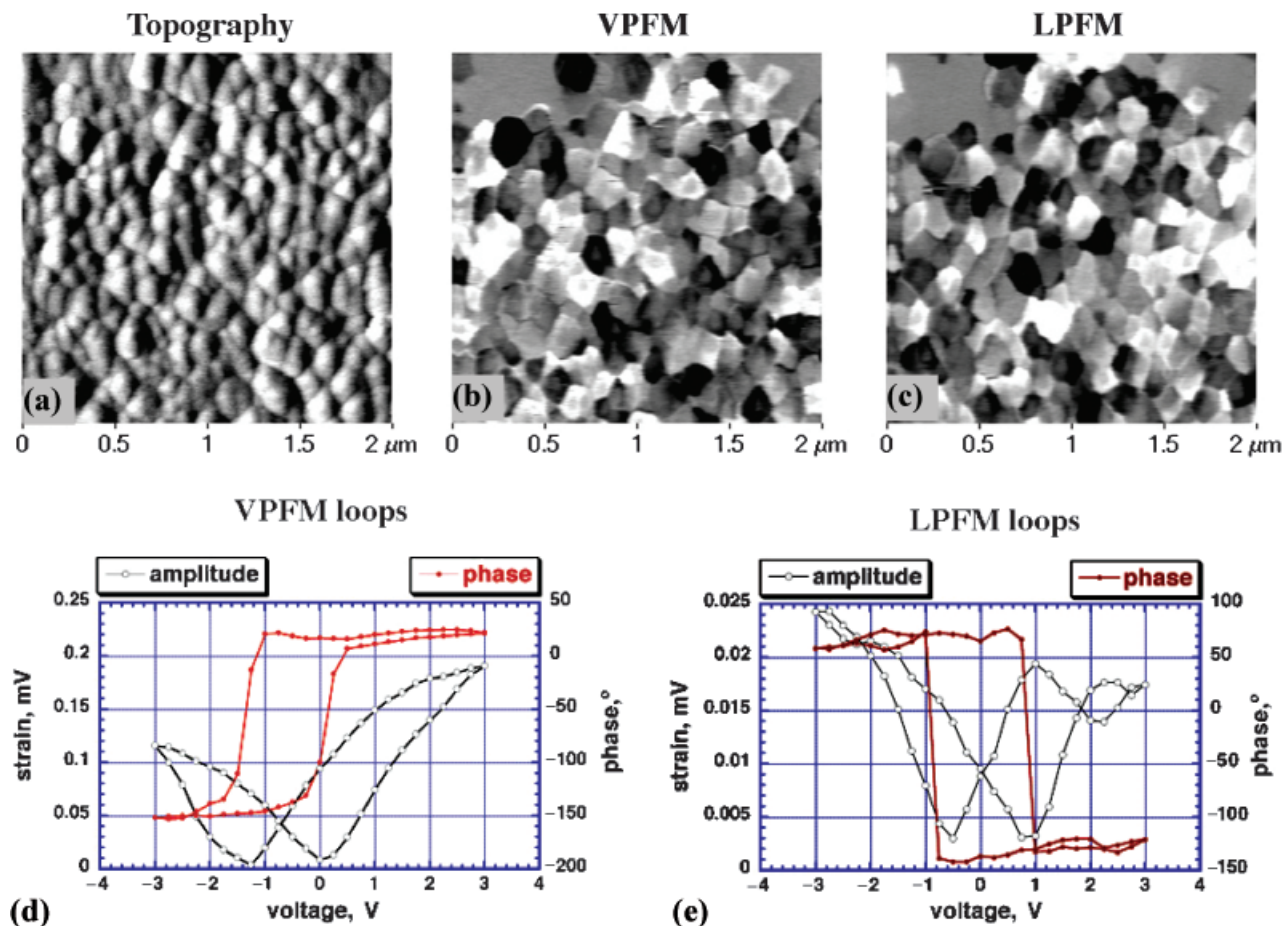 Topography VPFM LPFM
(a) (b) (c)
0 0.5 1 1.5 2 μm 0 0.5 1 1.5 2 μm 0 0.5 1 1.5 2 μm
VPFM loops
amplitude phase
strain, mV
0.25
0.2
0.15
0.1
0.05
0
phase,º
50
0
−50
−100
−150
−200
−4 −3 −2 −1 0 1 2 3 4
voltage, V
(d)
LPFM loops
amplitude phase
strain, mV
0.025
0.02
0.015
0.01
0.005
0
phase,º
100
50
0
−50
−100
−150
−4 −3 −2 −1 0 1 2 3 4
voltage, V
(e)